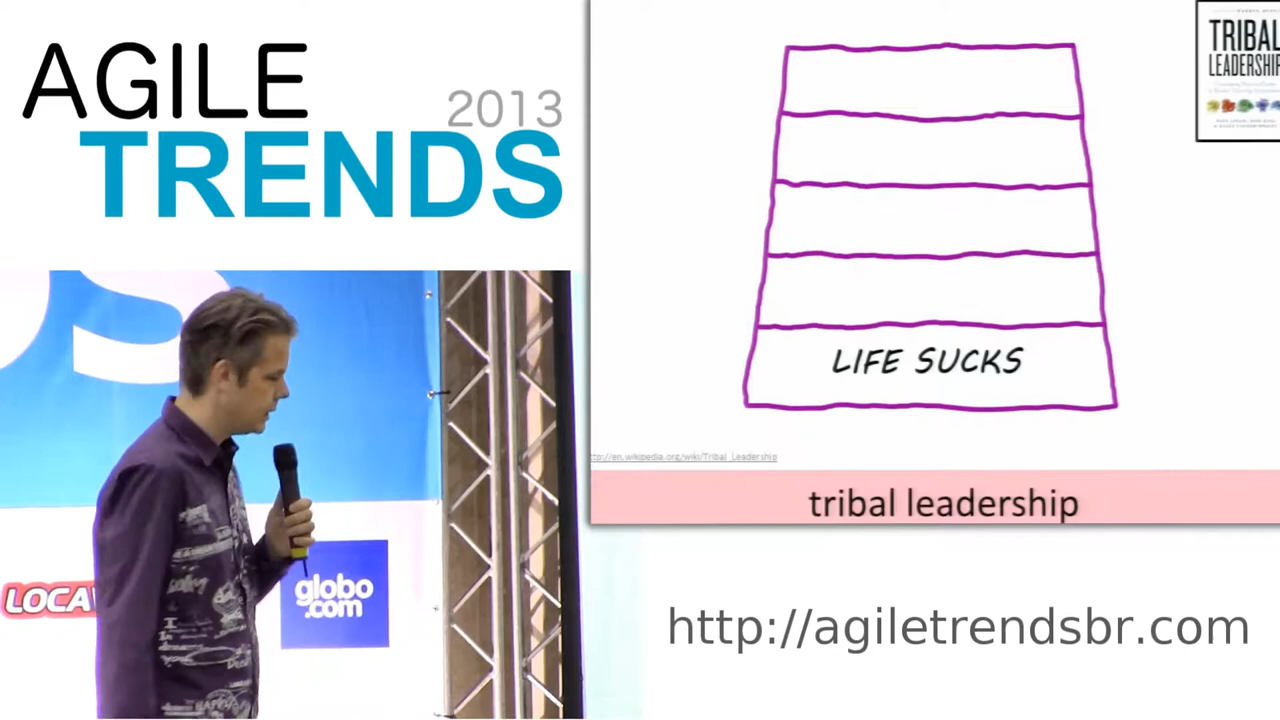 AGILE
2013
TRENDS
TRIBAL
LEADERSHIP
LIFE SUCKS
http://en.wikipedia.org/wiki/Tribal_Leadership
tribal leadership
LOCA
globo
.com
http://agiletrendsbr.com